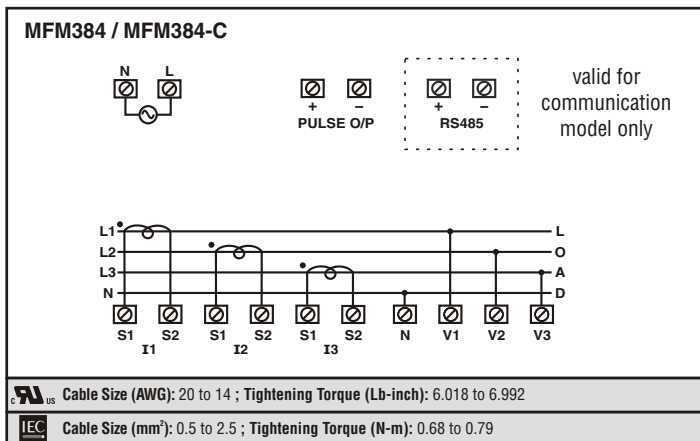 MFM384 / MFM384-C
N L
+ – + –
PULSE O/P RS485
valid for
communication
model only
L1 L
L2 O
L3 A
N D
S1 S2 S1 S2 S1 S2 N V1 V2 V3
I1 I2 I3
c RU us Cable Size (AWG): 20 to 14 ; Tightening Torque (Lb-inch): 6.018 to 6.992
IEC Cable Size (mm²): 0.5 to 2.5 ; Tightening Torque (N-m): 0.68 to 0.79